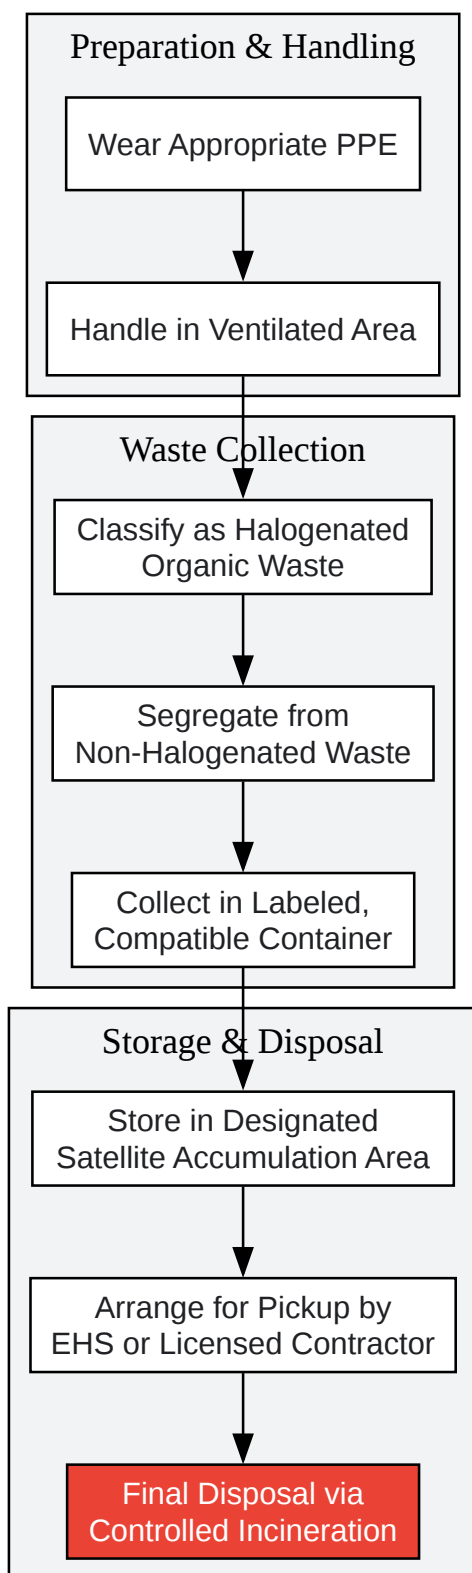 Preparation & Handling
Wear Appropriate PPE
Handle in Ventilated Area
Waste Collection
Classify as Halogenated
Organic Waste
Segregate from
Non-Halogenated Waste
Collect in Labeled,
Compatible Container
Storage & Disposal
Store in Designated
Satellite Accumulation Area
Arrange for Pickup by
EHS or Licensed Contractor
Final Disposal via
Controlled Incineration